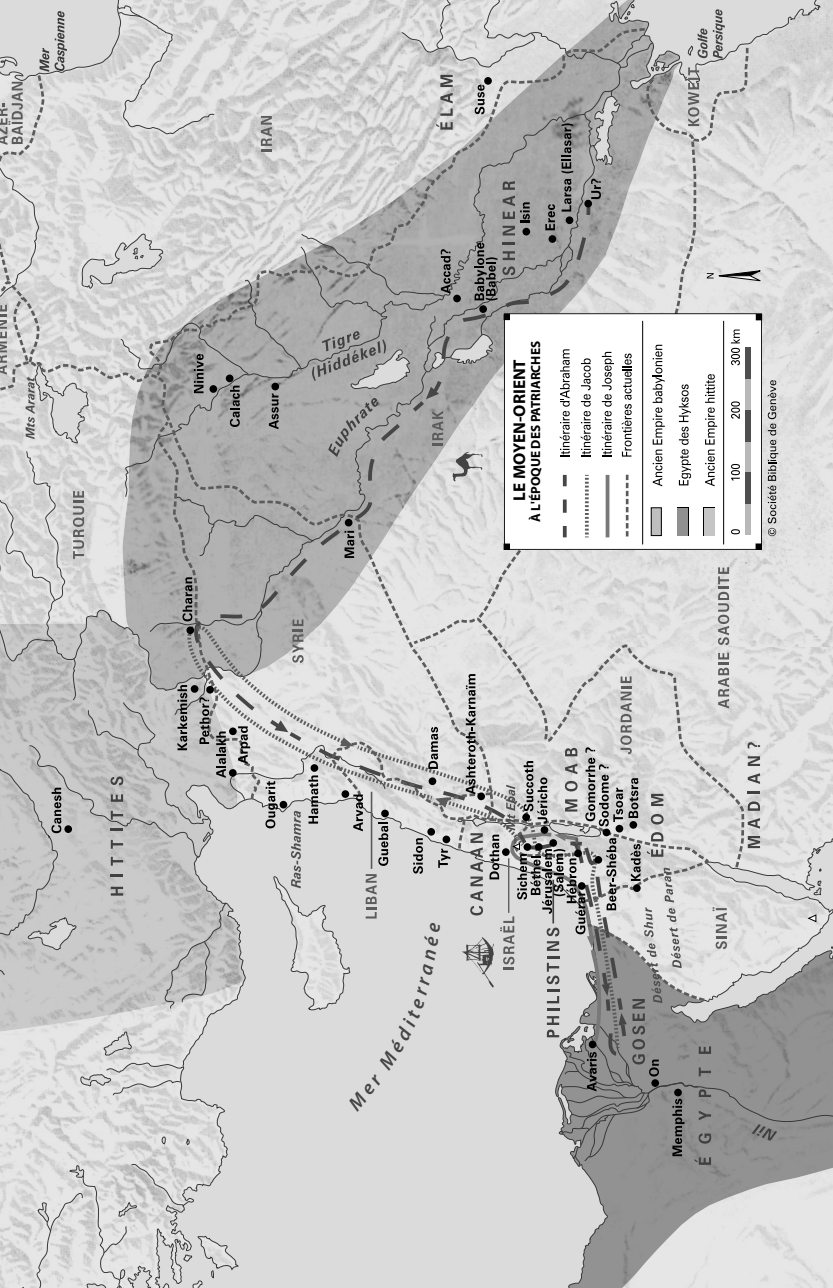 LE MOYEN-ORIENT
À L'ÉPOQUE DES PATRIARCHES
Itinéraire d'Abraham
Itinéraire de Jacob
Itinéraire de Joseph
Frontières actuelles
Ancien Empire babylonien
Egypte des Hyksos
Ancien Empire hittite
0 100 200 300 km
© Société Biblique de Genève
N
HITTITES
Canesh
TURQUIE
Mts Ararat
ARMÉNIE
AZER-
BAÏDJAN
Mer
Caspienne
IRAN
Karkemish
Pethor?
Charan
Alalakh
Arpad
Ninive
Calach
Assur
Tigre
(Hiddékel)
Euphrate
Ougarit
Ras-Shamra
Hamath
SYRIE
Mari
IRAK
Arvad
Guebal
LIBAN
Sidon
Tyr
Damas
Ashteroth-Karnaïm
Accad?
Babylone
(Babel)
SHINEAR
ÉLAM
Suse
Isin
Erec
Larsa (Ellasar)
Ur?
KOWEÏT
Golfe
Persique
Mer Méditerranée
CANAAN
Dothan
Mt Ebal
Succoth
Sichem
Béthel
Jéricho
Jérusalem
(Salem)
Hébron
Guérar
ISRAËL
PHILISTINS
MOAB
Gomorrhe ?
Sodome ?
Tsoar
Botsra
Beer-Shéba
Kadès
ÉDOM
JORDANIE
ARABIE SAOUDITE
MADIAN?
Désert de Shur
Désert de Paran
SINAÏ
GOSEN
Avaris
On
Memphis
ÉGYPTE
Nil